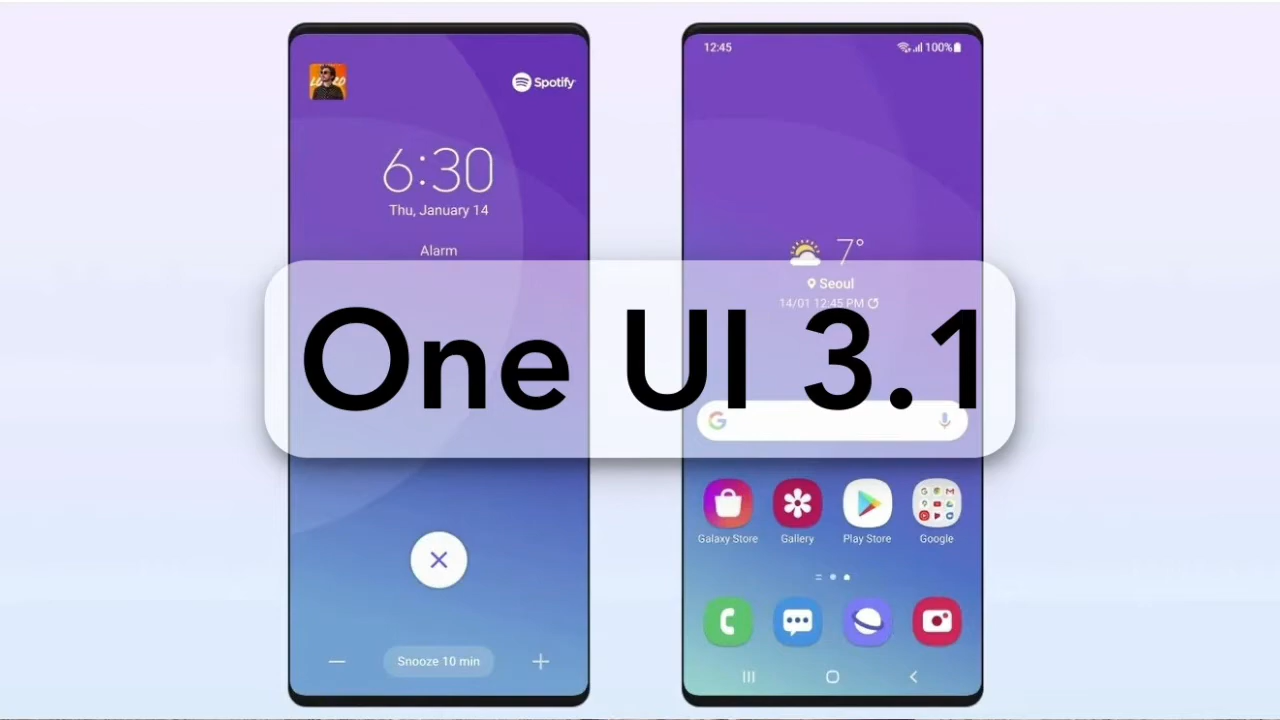 Spotify
6:30
Thu, January 14
Alarm
Snooze 10 min
12:45
100%
7°
Seoul
14/01 12:45 PM
One UI 3.1
Galaxy Store
Gallery
Play Store
Google